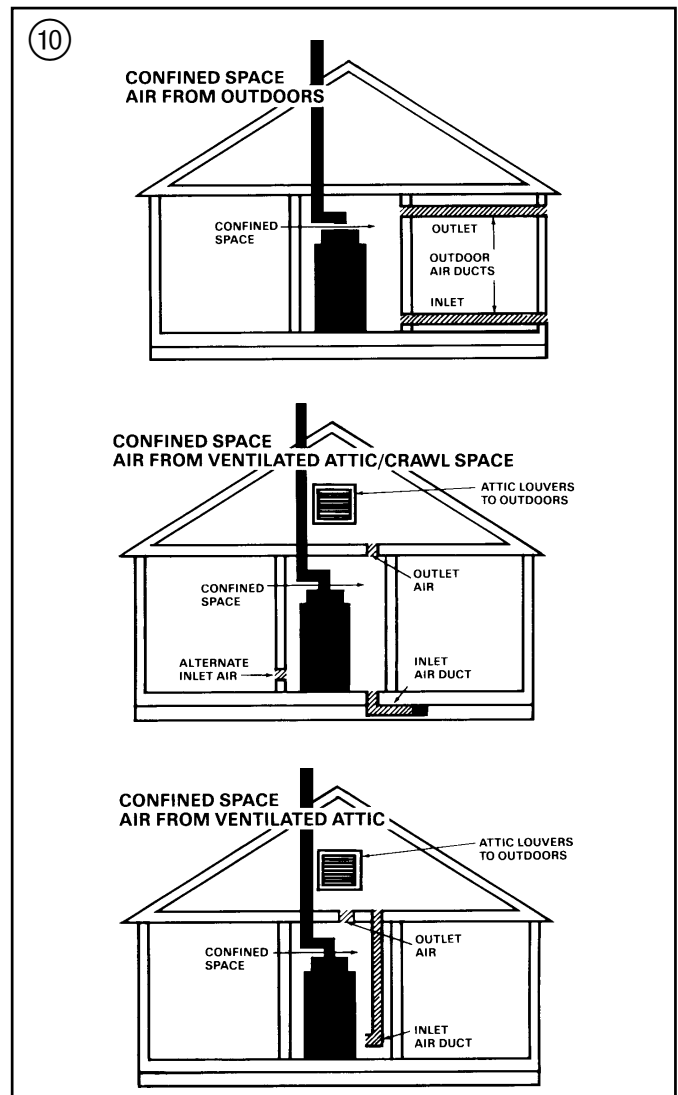 10
CONFINED SPACE
AIR FROM OUTDOORS
CONFINED
SPACE
OUTLET
OUTDOOR
AIR DUCTS
INLET
CONFINED SPACE
AIR FROM VENTILATED ATTIC/CRAWL SPACE
ATTIC LOUVERS
TO OUTDOORS
OUTLET
AIR
CONFINED
SPACE
ALTERNATE
INLET AIR
INLET
AIR DUCT
CONFINED SPACE
AIR FROM VENTILATED ATTIC
ATTIC LOUVERS
TO OUTDOORS
OUTLET
AIR
CONFINED
SPACE
INLET
AIR DUCT